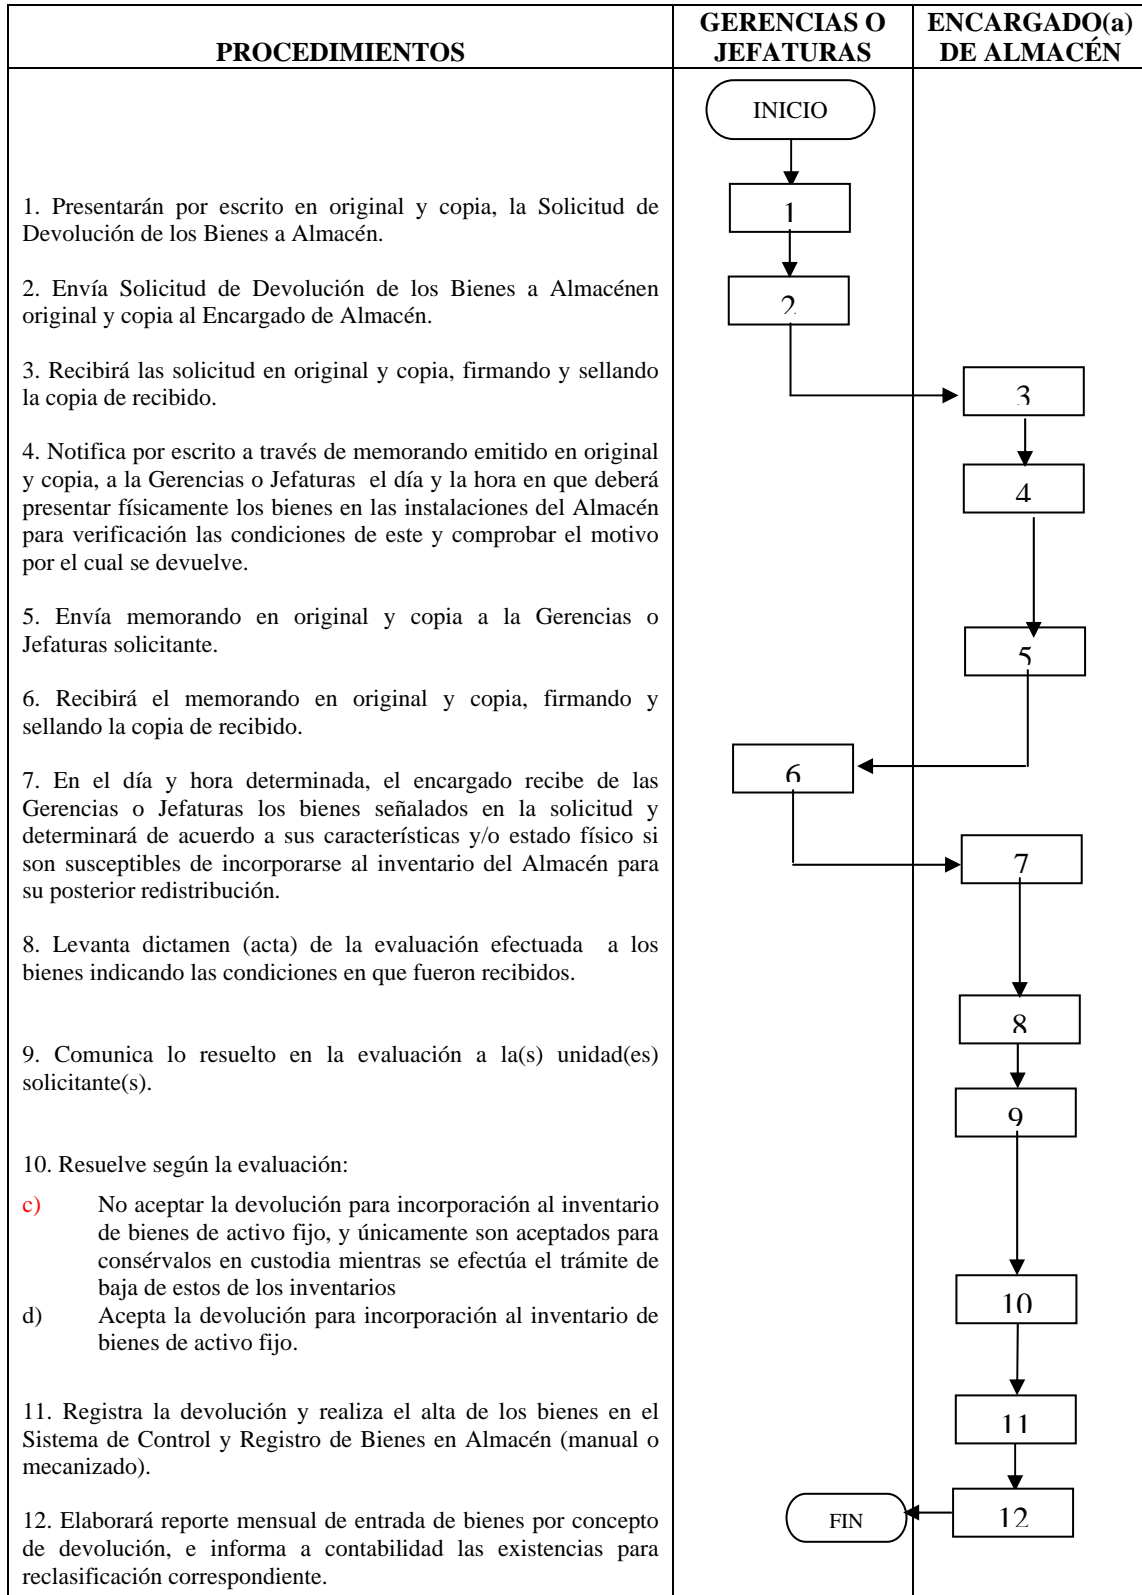 PROCEDIMIENTOS
GERENCIAS O
JEFATURAS
ENCARGADO(a)
DE ALMACÉN
INICIO
1. Presentarán por escrito en original y copia, la Solicitud de
Devolución de los Bienes a Almacén.
1
2. Envía Solicitud de Devolución de los Bienes a Almacénen
original y copia al Encargado de Almacén.
2
3. Recibirá las solicitud en original y copia, firmando y sellando
la copia de recibido.
3
4. Notifica por escrito a través de memorando emitido en original
y copia, a la Gerencias o Jefaturas el día y la hora en que deberá
presentar físicamente los bienes en las instalaciones del Almacén
para verificación las condiciones de este y comprobar el motivo
por el cual se devuelve.
4
5. Envía memorando en original y copia a la Gerencias o
Jefaturas solicitante.
5
6. Recibirá el memorando en original y copia, firmando y
sellando la copia de recibido.
6
7. En el día y hora determinada, el encargado recibe de las
Gerencias o Jefaturas los bienes señalados en la solicitud y
determinará de acuerdo a sus características y/o estado físico si
son susceptibles de incorporarse al inventario del Almacén para
su posterior redistribución.
7
8. Levanta dictamen (acta) de la evaluación efectuada a los
bienes indicando las condiciones en que fueron recibidos.
8
9. Comunica lo resuelto en la evaluación a la(s) unidad(es)
solicitante(s).
9
10. Resuelve según la evaluación:
c) No aceptar la devolución para incorporación al inventario
de bienes de activo fijo, y únicamente son aceptados para
consérvalos en custodia mientras se efectúa el trámite de
baja de estos de los inventarios
d) Acepta la devolución para incorporación al inventario de
bienes de activo fijo.
10
11. Registra la devolución y realiza el alta de los bienes en el
Sistema de Control y Registro de Bienes en Almacén (manual o
mecanizado).
11
12. Elaborará reporte mensual de entrada de bienes por concepto
de devolución, e informa a contabilidad las existencias para
reclasificación correspondiente.
12
FIN